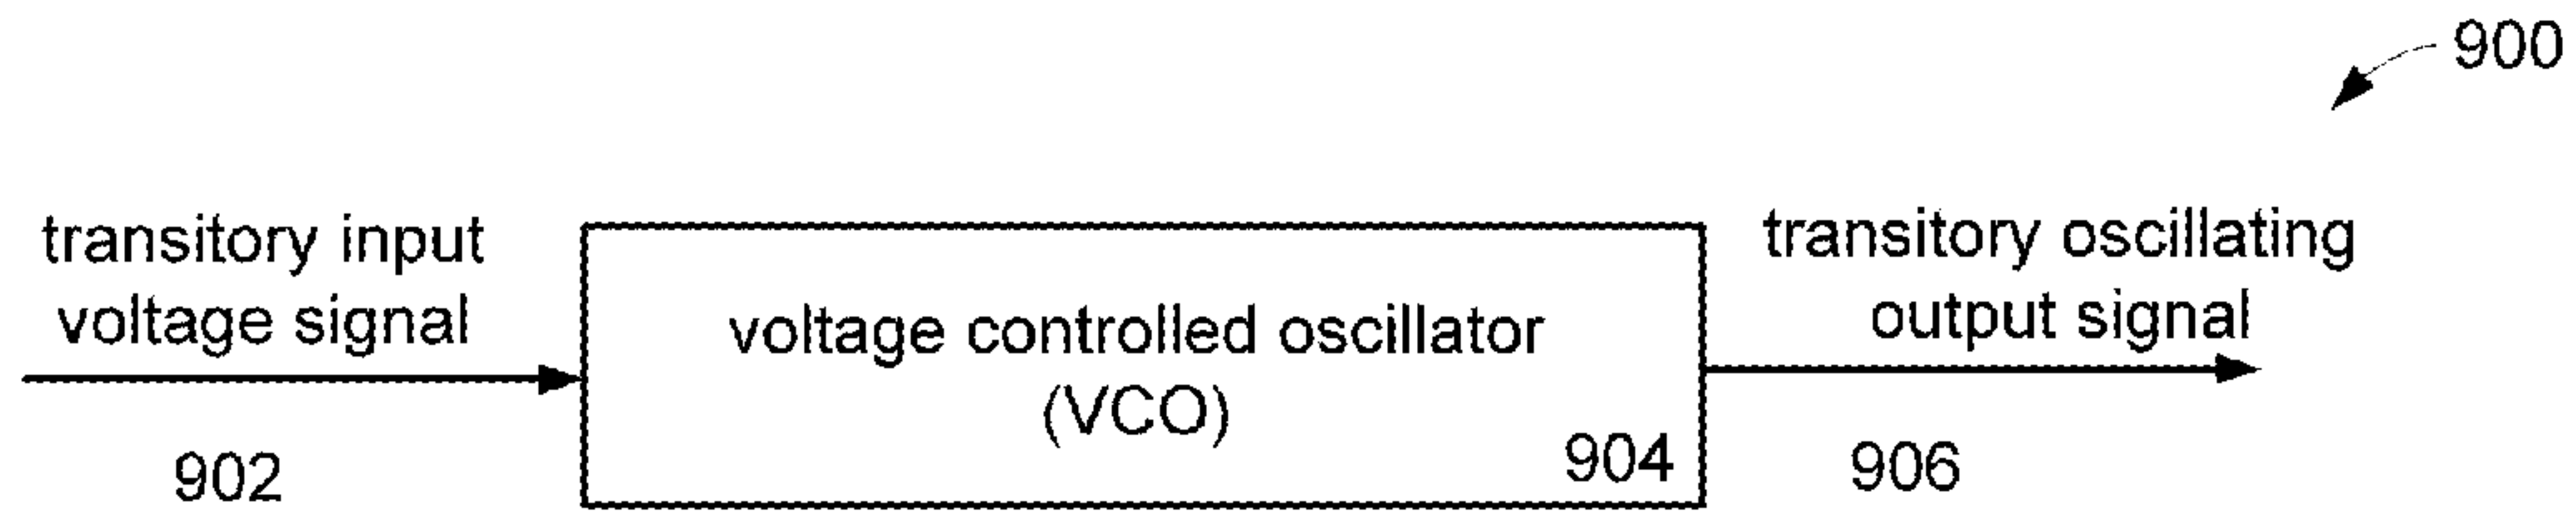 900
transitory input
voltage signal
902
voltage controlled oscillator
(VCO)
904
transitory oscillating
output signal
906